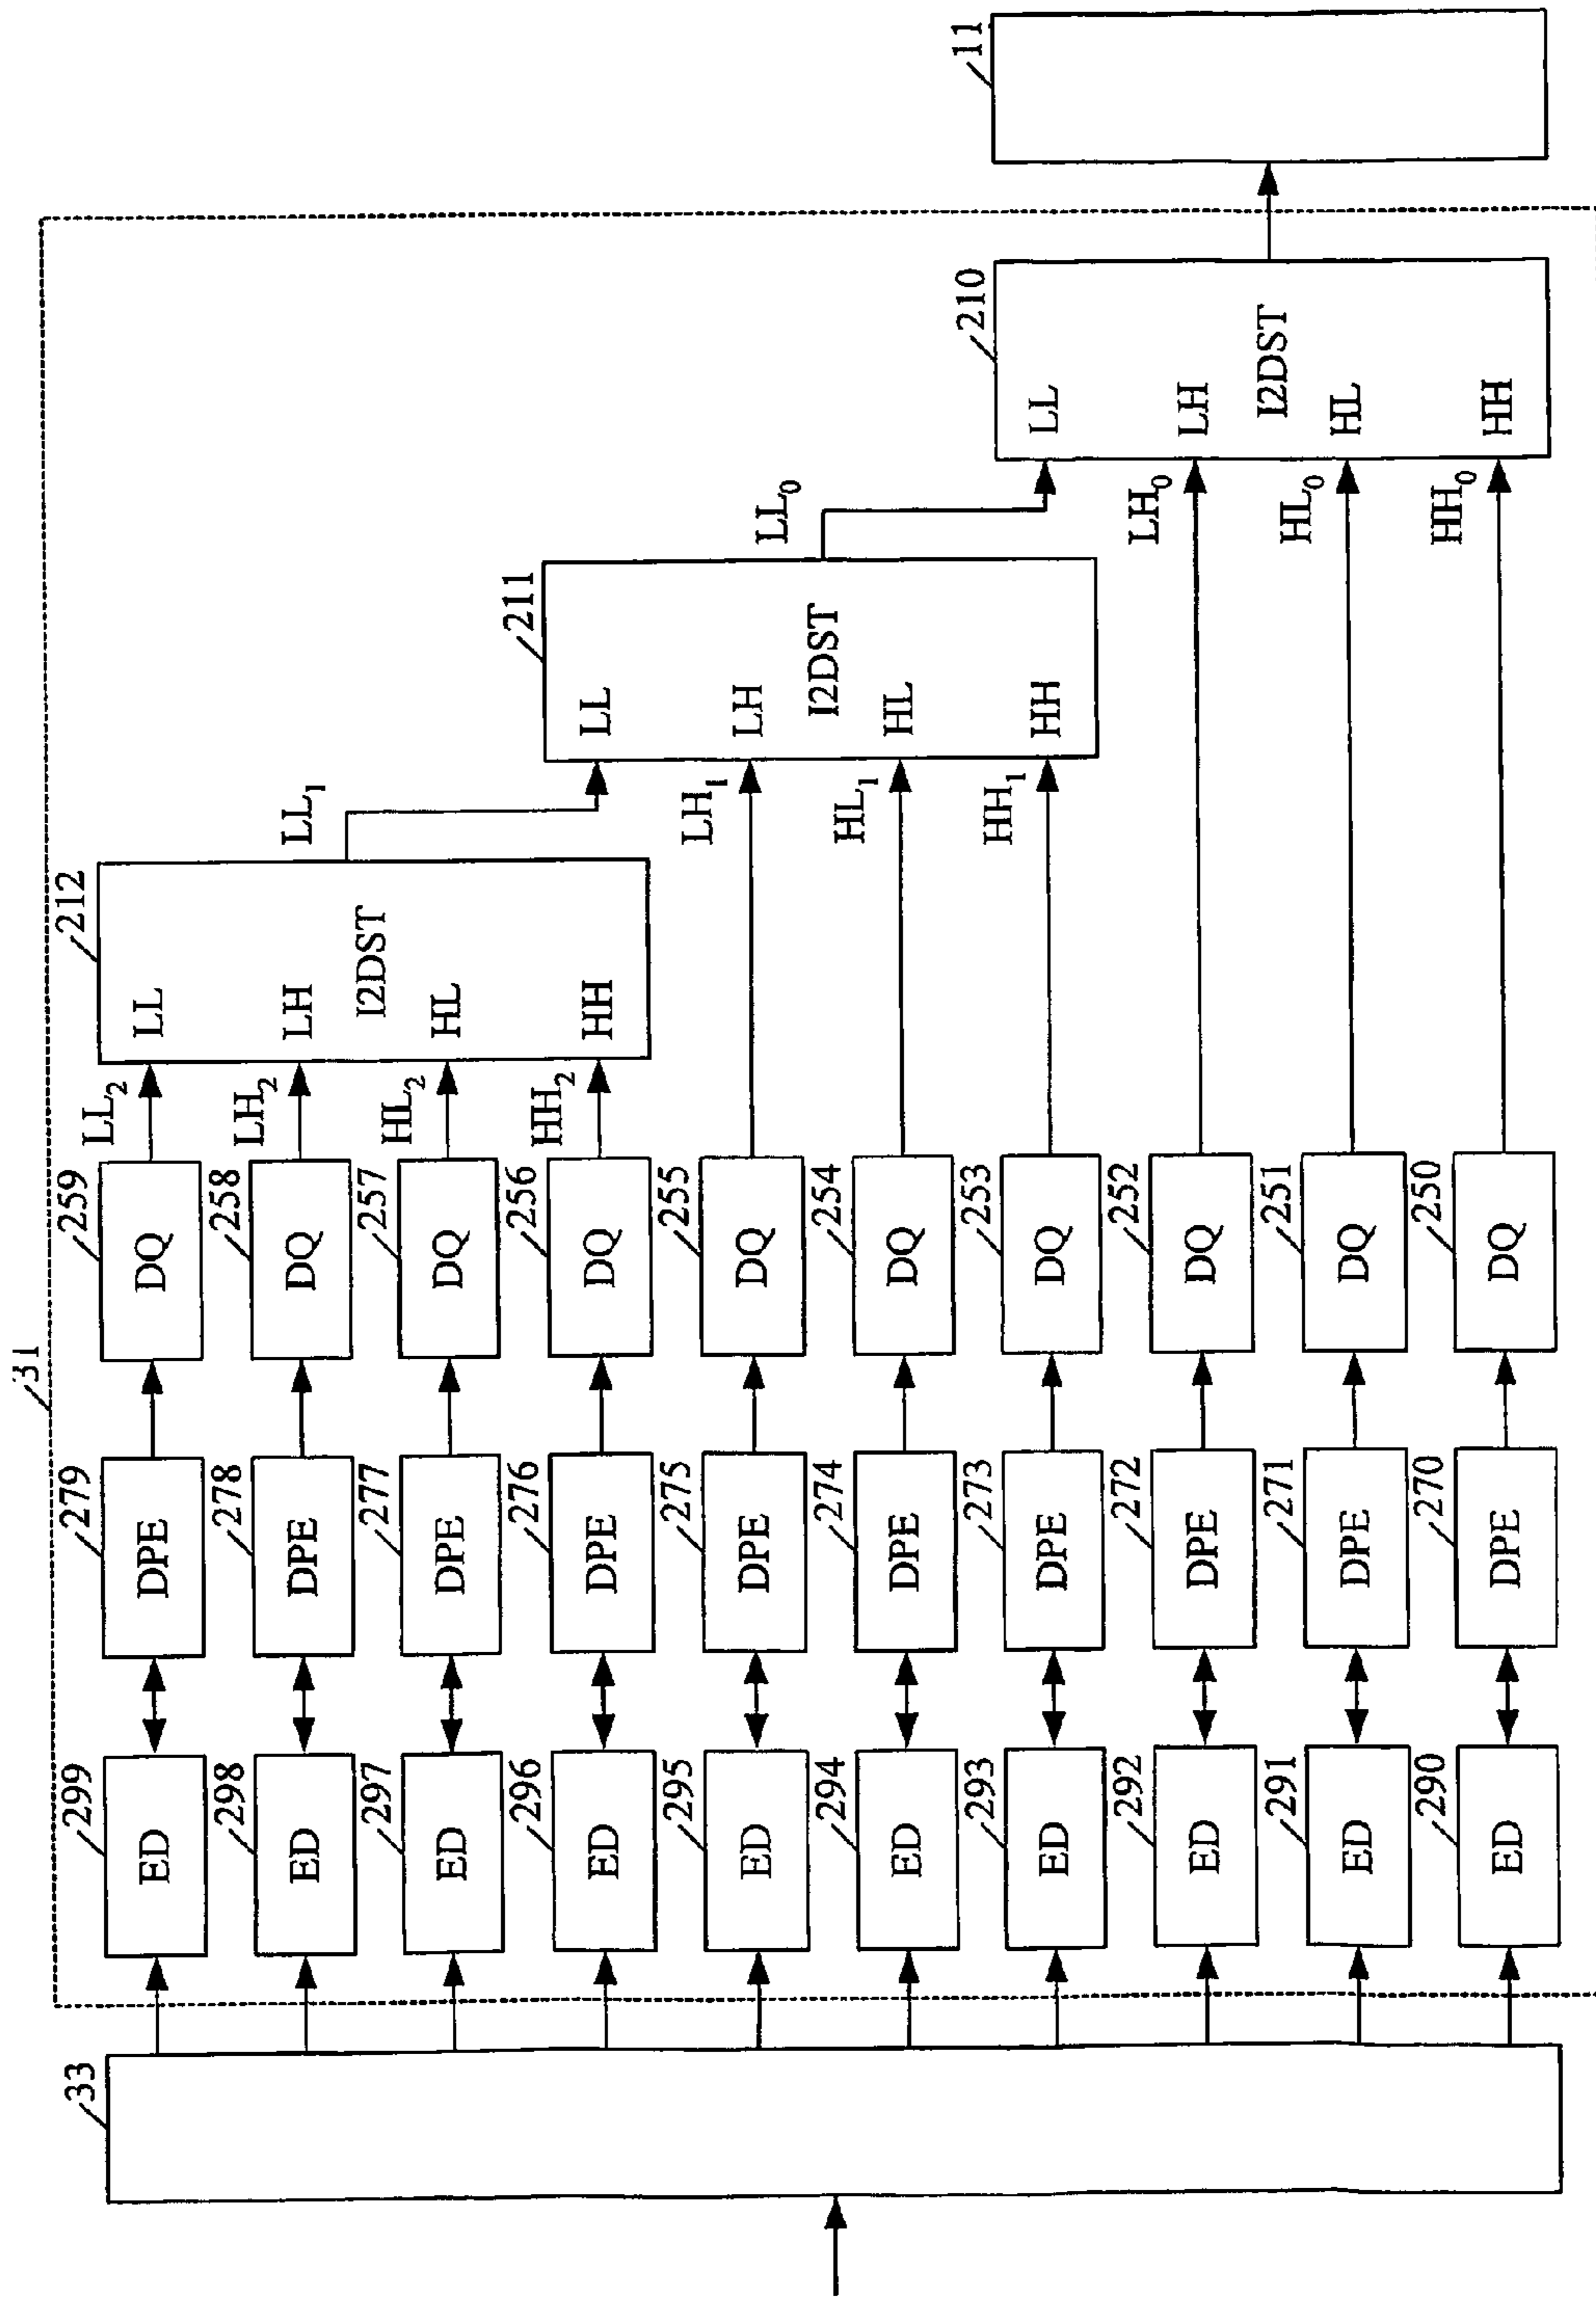 31
33
299
ED
279
DPE
259
DQ
LL2
298
ED
278
DPE
258
DQ
LH2
297
ED
277
DPE
257
DQ
HL2
296
ED
276
DPE
256
DQ
HH2
212
LL
LH
I2DST
HL
HH
LL1
295
ED
275
DPE
255
DQ
LH1
294
ED
274
DPE
254
DQ
HL1
293
ED
273
DPE
253
DQ
HH1
211
LL
LH
I2DST
HL
HH
LL0
292
ED
272
DPE
252
DQ
LH0
291
ED
271
DPE
251
DQ
HL0
290
ED
270
DPE
250
DQ
HH0
210
LL
LH
I2DST
HL
HH
11